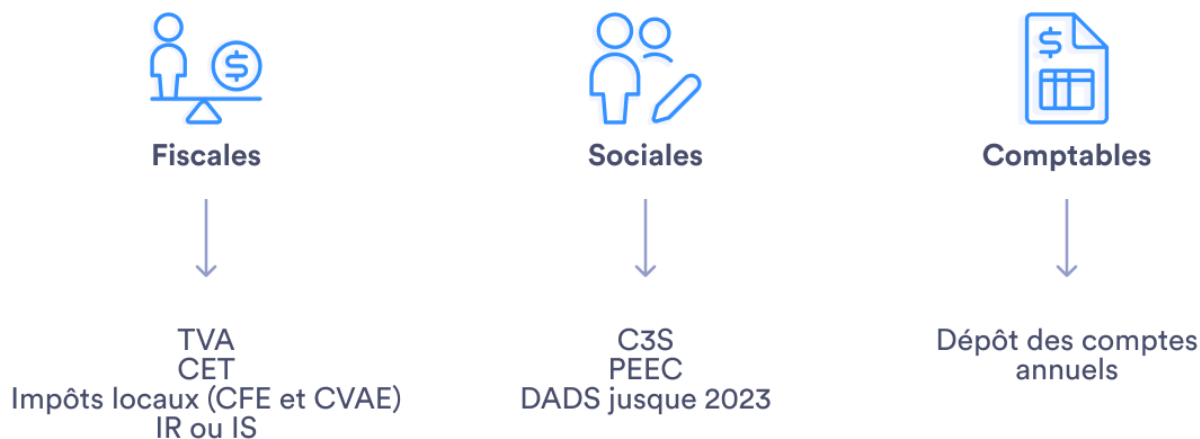 $
Fiscales
TVA
CET
Impôts locaux (CFE et CVAE)
IR ou IS
Sociales
C3S
PEEC
DADS jusque 2023
$
Comptables
Dépôt des comptes
annuels